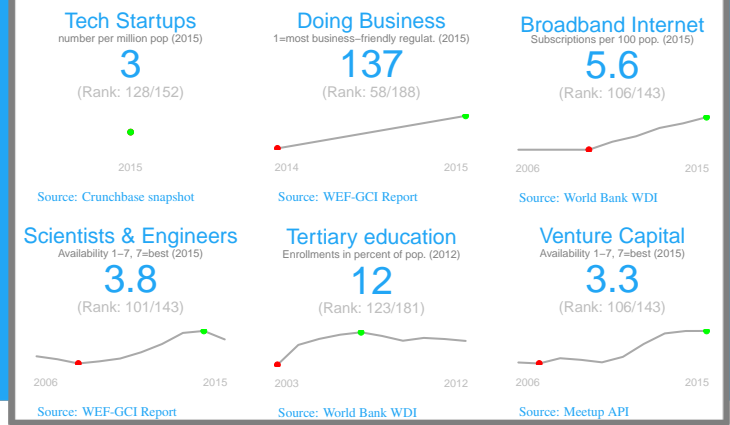 Tech Startups
number per million pop (2015)
3
(Rank: 128/152)
2015
Source: Crunchbase snapshot
Doing Business
1=most business−friendly regulat. (2015)
137
(Rank: 58/188)
2014 2015
Source: WEF-GCI Report
Broadband Internet
Subscriptions per 100 pop. (2015)
5.6
(Rank: 106/143)
2006 2015
Source: World Bank WDI
Scientists & Engineers
Availability 1−7, 7=best (2015)
3.8
(Rank: 101/143)
2006 2015
Source: WEF-GCI Report
Tertiary education
Enrollments in percent of pop. (2012)
12
(Rank: 123/181)
2003 2012
Source: World Bank WDI
Venture Capital
Availability 1−7, 7=best (2015)
3.3
(Rank: 106/143)
2006 2015
Source: Meetup API